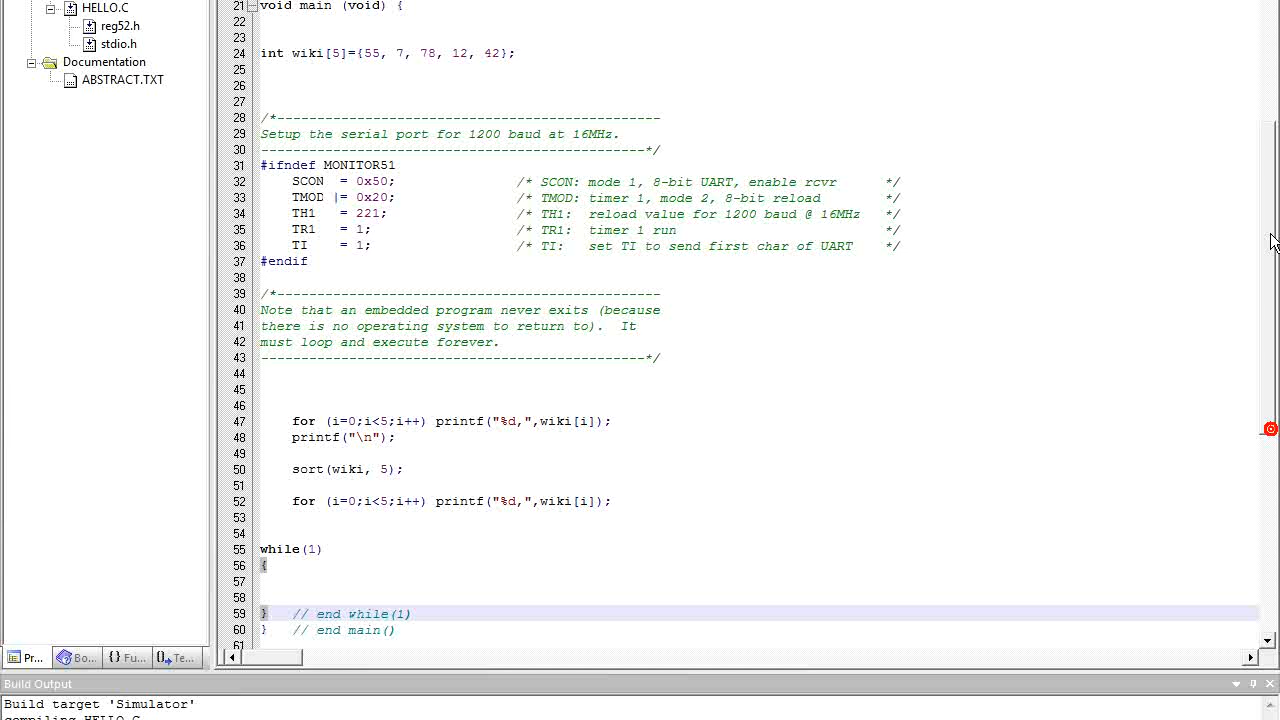 HELLO.C
reg52.h
stdio.h
Documentation
ABSTRACT.TXT
Pr...
Bo...
{} Fu...
Te...
21 void main (void) {
22
23
24 int wiki[5]={55, 7, 78, 12, 42};
25
26
27
28 /*------------------------------------------------
29 Setup the serial port for 1200 baud at 16MHz.
30 ------------------------------------------------*/
31 #ifndef MONITOR51
32     SCON  = 0x50;               /* SCON: mode 1, 8-bit UART, enable rcvr      */
33     TMOD |= 0x20;               /* TMOD: timer 1, mode 2, 8-bit reload        */
34     TH1   = 221;                /* TH1:  reload value for 1200 baud @ 16MHz   */
35     TR1   = 1;                  /* TR1:  timer 1 run                          */
36     TI    = 1;                  /* TI:   set TI to send first char of UART    */
37 #endif
38
39 /*------------------------------------------------
40 Note that an embedded program never exits (because
41 there is no operating system to return to).  It
42 must loop and execute forever.
43 ------------------------------------------------*/
44
45
46
47     for (i=0;i<5;i++) printf("%d,",wiki[i]);
48     printf("\n");
49
50     sort(wiki, 5);
51
52     for (i=0;i<5;i++) printf("%d,",wiki[i]);
53
54
55 while(1)
56 {
57
58
59 }   // end while(1)
60 }   // end main()
61
Build Output
Build target 'Simulator'
compiling HELLO.C